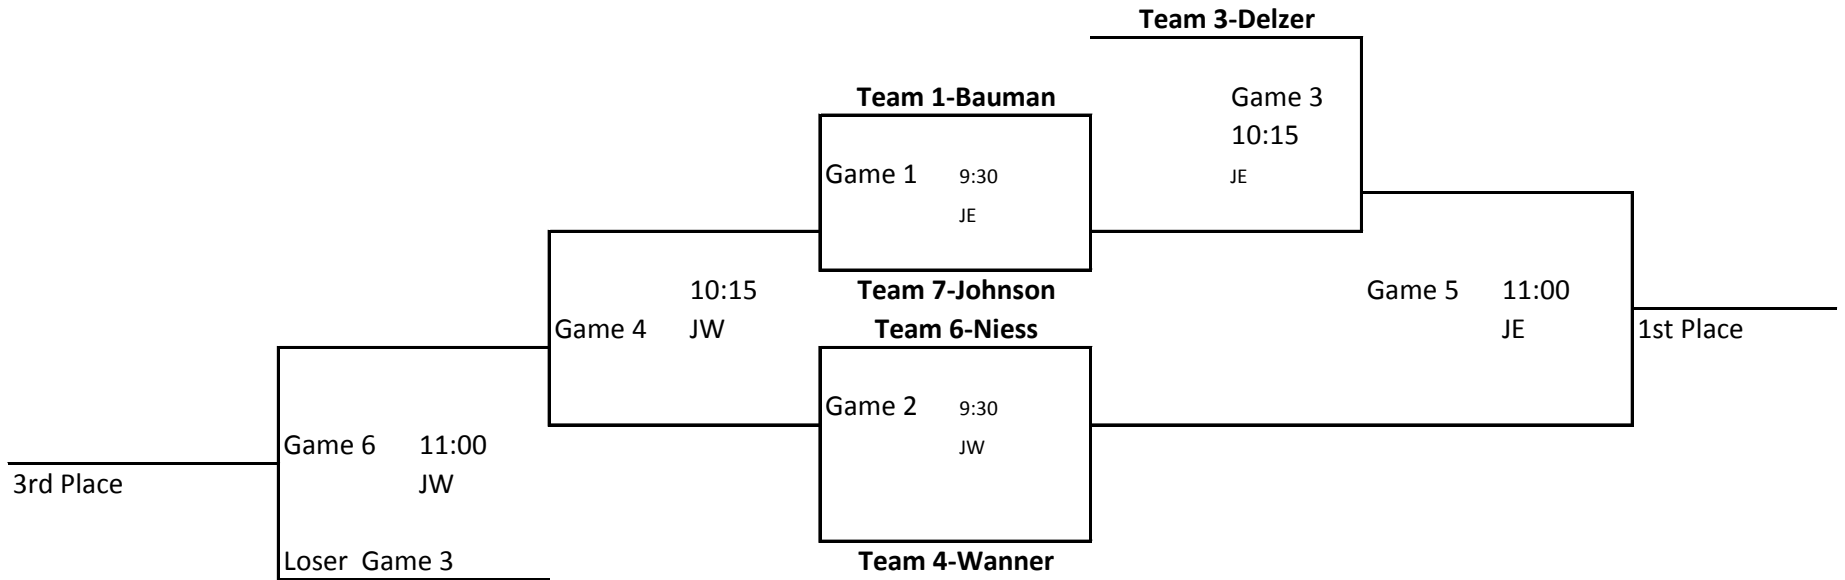 Team 3-Delzer
Team 1-Bauman Game 3
10:15
Game 1 9:30 JE
JE
10:15 Team 7-Johnson Game 5 11:00
Game 4 JW Team 6-Niess JE 1st Place
Game 2 9:30
Game 6 11:00 JW
3rd Place JW
Loser Game 3 Team 4-Wanner